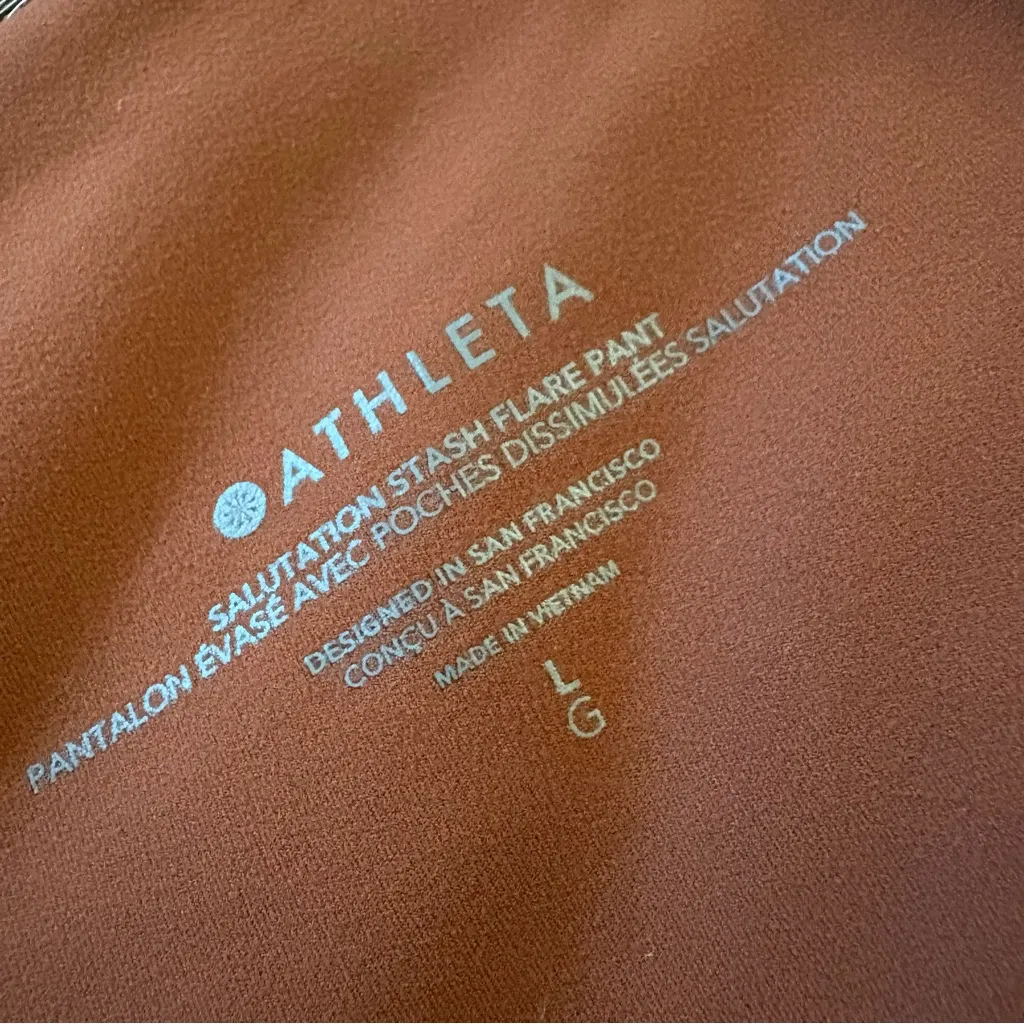 ATHLETA
SALUTATION STASH FLARE PANT
PANTALON ÉVASÉ AVEC POCHES DISSIMULÉES SALUTATION
DESIGNED IN SAN FRANCISCO
CONÇU À SAN FRANCISCO
MADE IN VIETNAM
L
G